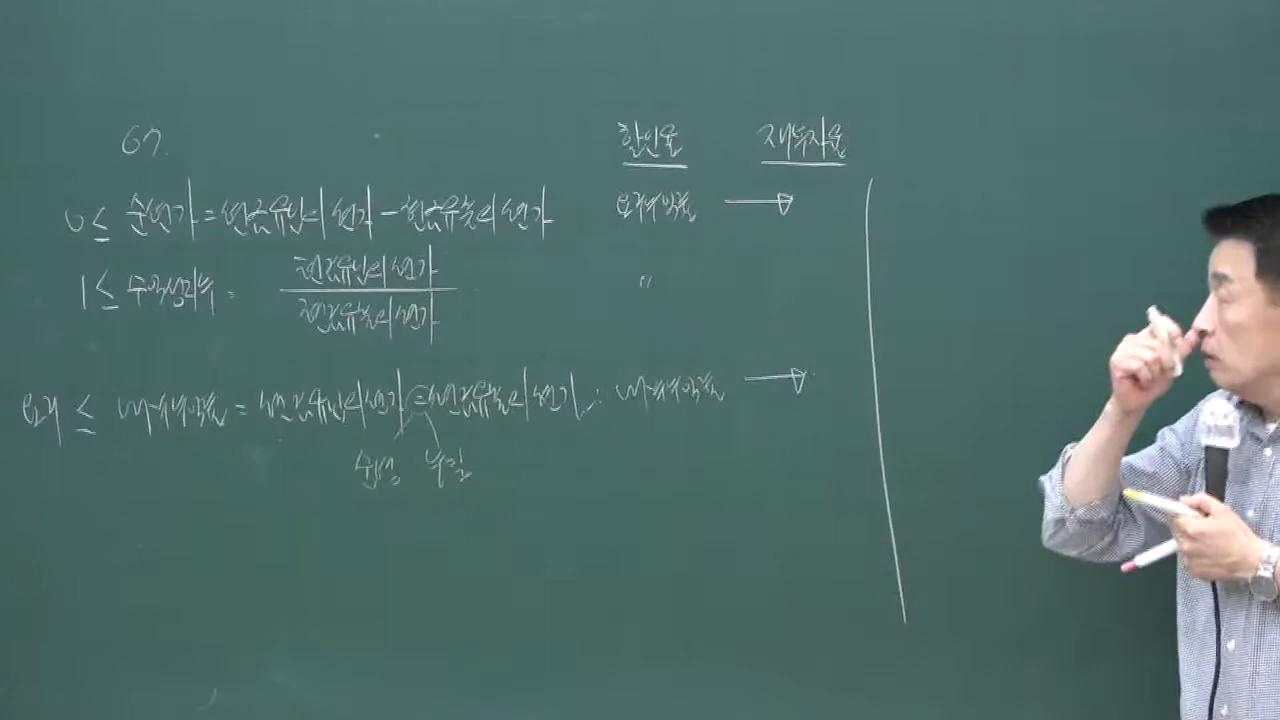 67.
할인율 재투자율
0 ≤ 순현가 = 현금유입의 현가 - 현금유출의 현가 요구수익률 →
1 ≤ 수익성지수 = 현금유입의 현가 / 현금유출의 현가 〃
요구 ≤ 내부수익률 = 현금유입의 현가 = 현금유출의 현가 ∴ 내부수익률 →